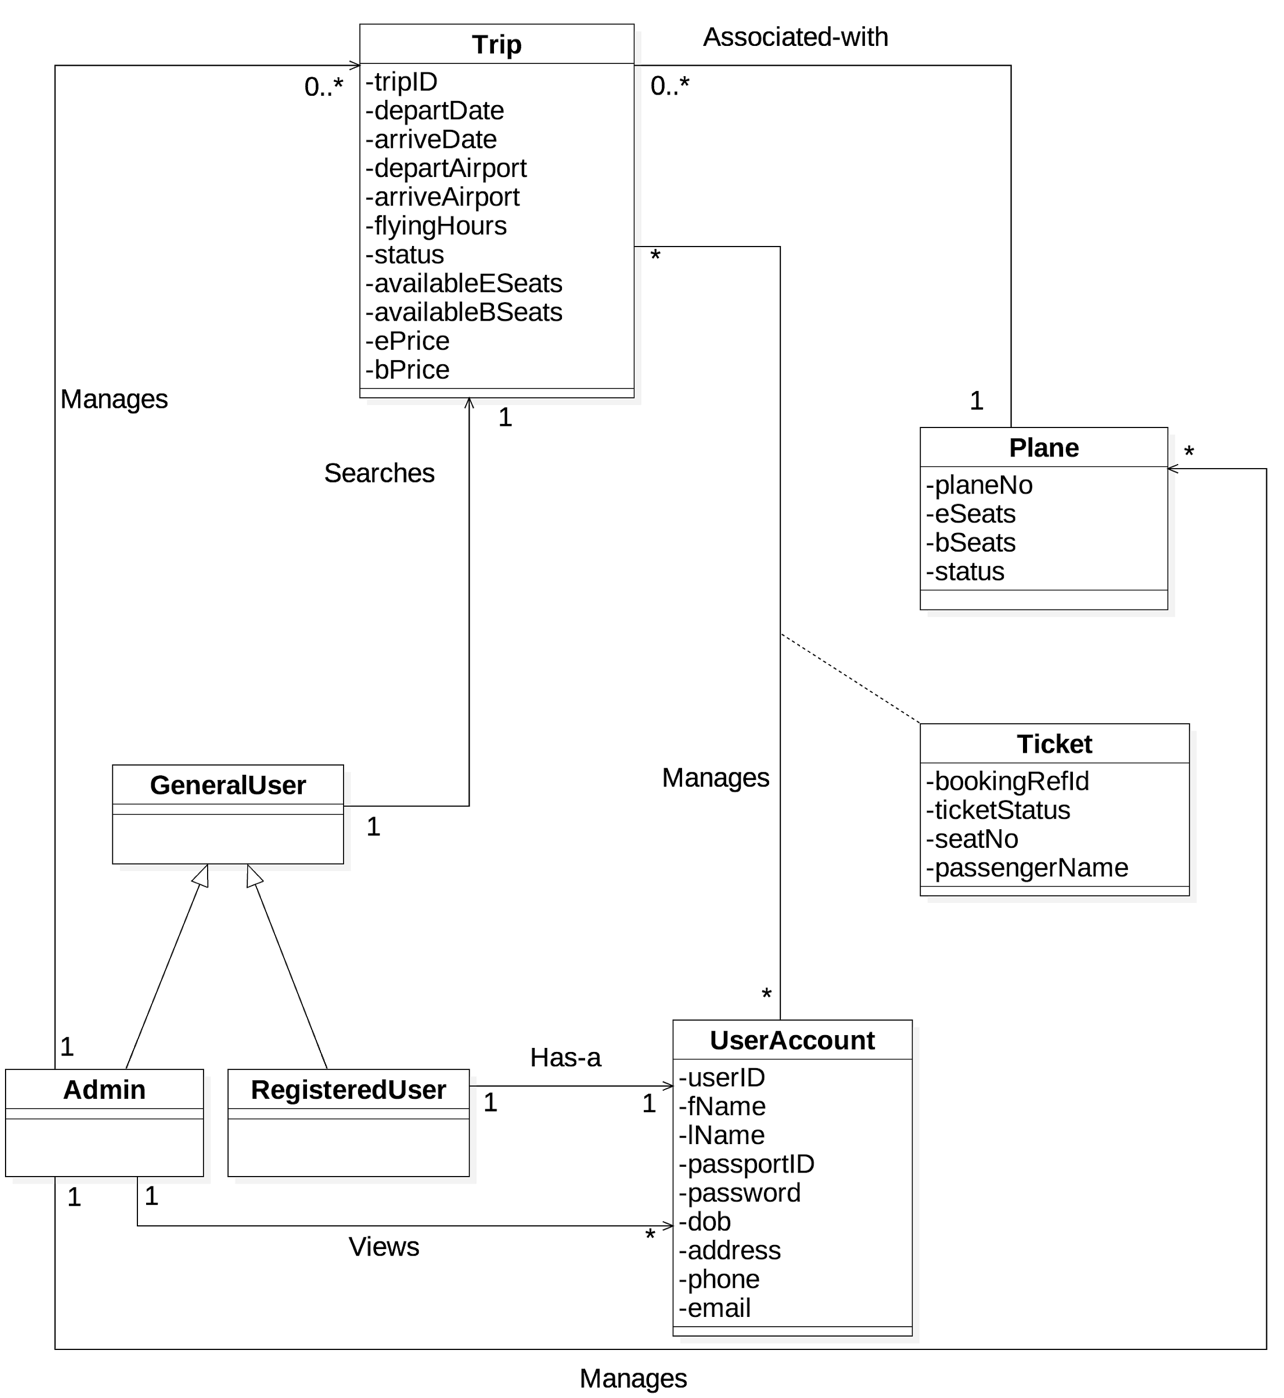 Associated-with
Trip
0..*
0..*
-tripID
-departDate
-arriveDate
-departAirport
-arriveAirport
-flyingHours
-status
*
-availableESeats
-availableBSeats
-ePrice
-bPrice
Manages
1
1
Searches
Plane
*
-planeNo
-eSeats
-bSeats
-status
Ticket
-bookingRefId
-ticketStatus
-seatNo
-passengerName
Manages
GeneralUser
1
*
1
Admin
RegisteredUser
Has-a
1
1
UserAccount
-userID
-fName
-lName
-passportID
-password
-dob
-address
-phone
-email
1
1
Views
*
Manages